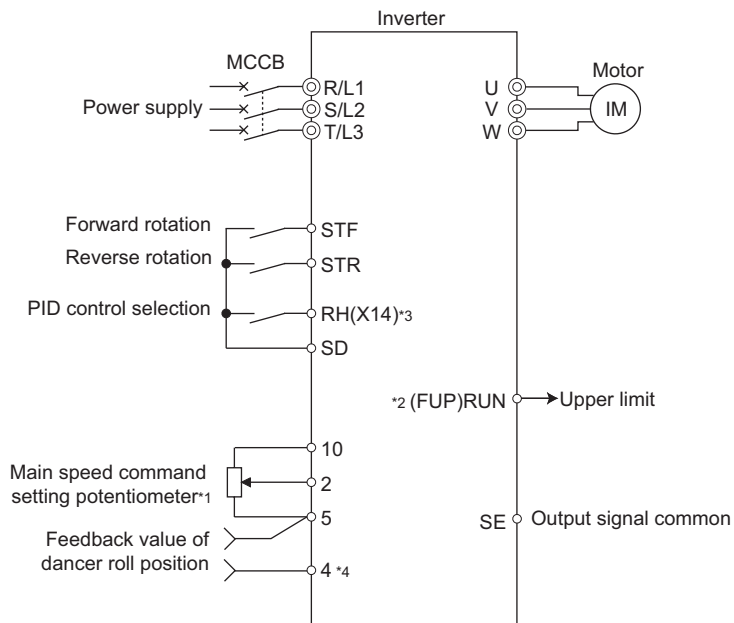 Inverter
MCCB
Motor
R/L1
U
Power supply
S/L2
V
IM
T/L3
W
Forward rotation
STF
Reverse rotation
STR
PID control selection
RH(X14)*3
SD
*2 (FUP)RUN
Upper limit
10
Main speed command
setting potentiometer*1
2
5
SE
Output signal common
Feedback value of
dancer roll position
4 *4